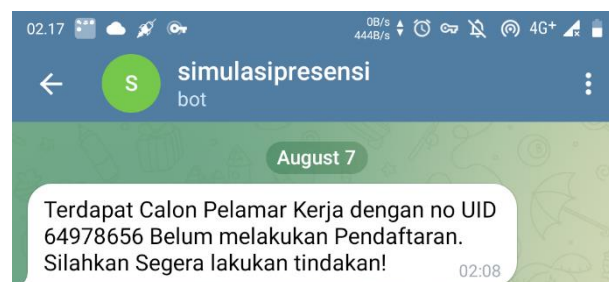 02.17
0B/s
444B/s
4G+
S
simulasipresensi
bot
August 7
Terdapat Calon Pelamar Kerja dengan no UID
64978656 Belum melakukan Pendaftaran.
Silahkan Segera lakukan tindakan!
02:08